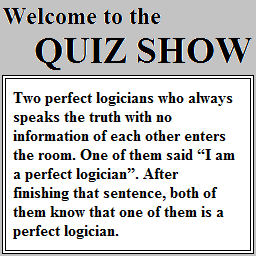 Welcome to the
QUIZ SHOW
Two perfect logicians who always
speaks the truth with no
information of each other enters
the room. One of them said “I am
a perfect logician”. After
finishing that sentence, both of
them know that one of them is a
perfect logician.